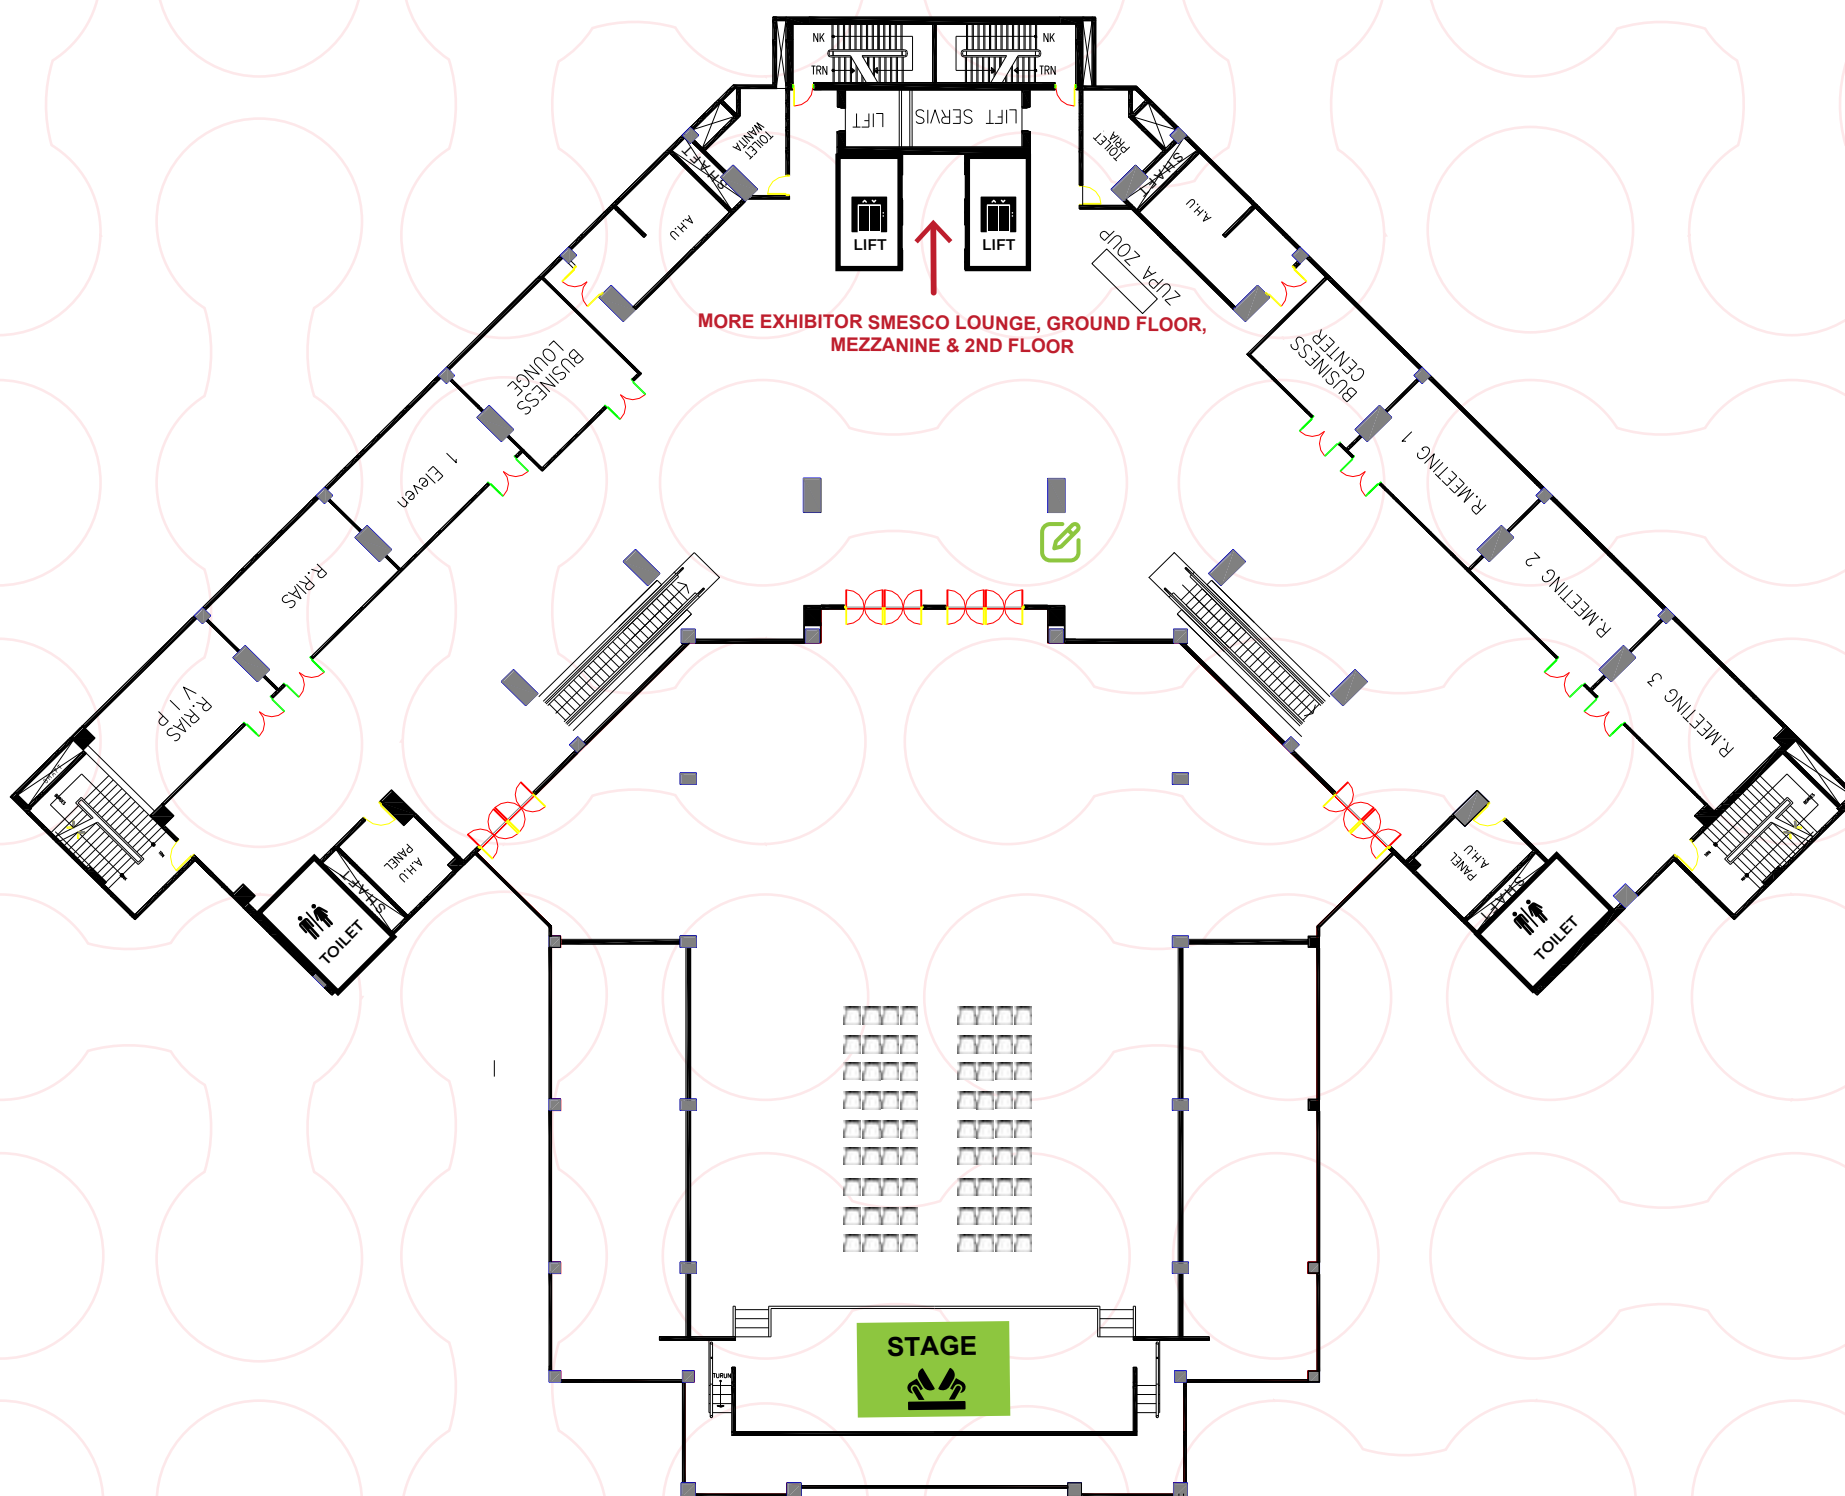 NK
NK
TRN
TRN
LIFT
LIFT SERVIS
TOILET
WANITA
TOILET
PRIA
SHAFT
SHAFT
A.H.U
A.H.U
LIFT
LIFT
ZUPA ZOUP
MORE EXHIBITOR SMESCO LOUNGE, GROUND FLOOR,
MEZZANINE & 2ND FLOOR
BUSINESS
LOUNGE
BUSINESS
CENTER
1 Eleven
R.MEETING 1
R.RIAS
R.MEETING 2
R.RIAS
V I P
R.MEETING 3
A.H.U
PANEL
PANEL
A.H.U
SHAFT
SHAFT
TOILET
TOILET
STAGE
TURUN